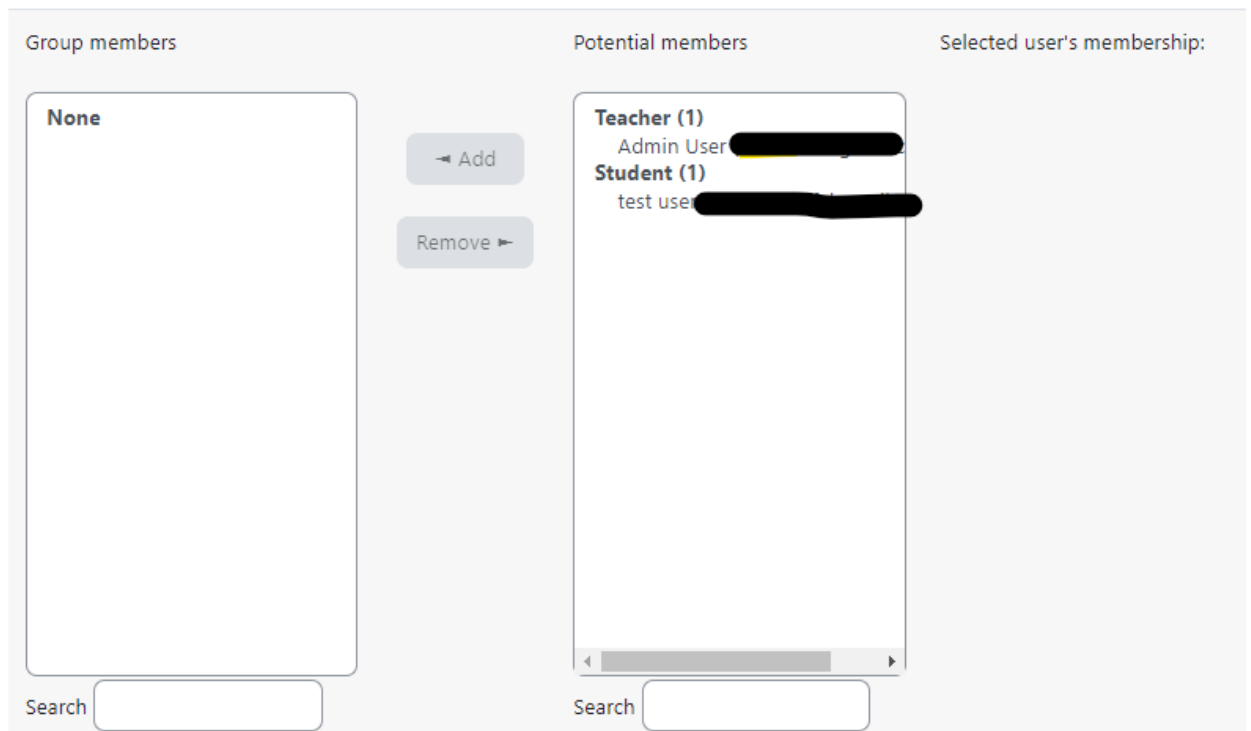 Group members
Potential members
Selected user's membership:
None
Teacher (1)
Admin User
Student (1)
test user
◄ Add
Remove ►
Search
Search